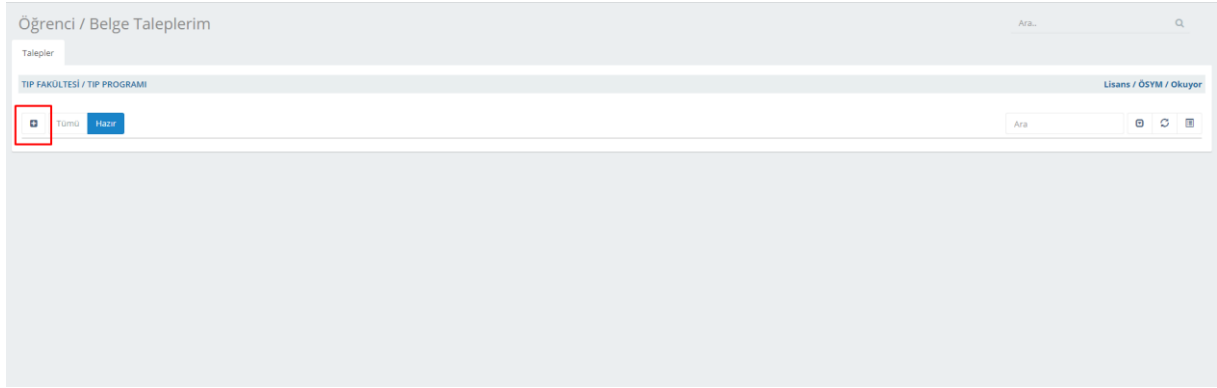 Öğrenci / Belge Taleplerim
Ara..
Talepler
TIP FAKÜLTESİ / TIP PROGRAMI
Lisans / ÖSYM / Okuyor
Tümü
Hazır
Ara